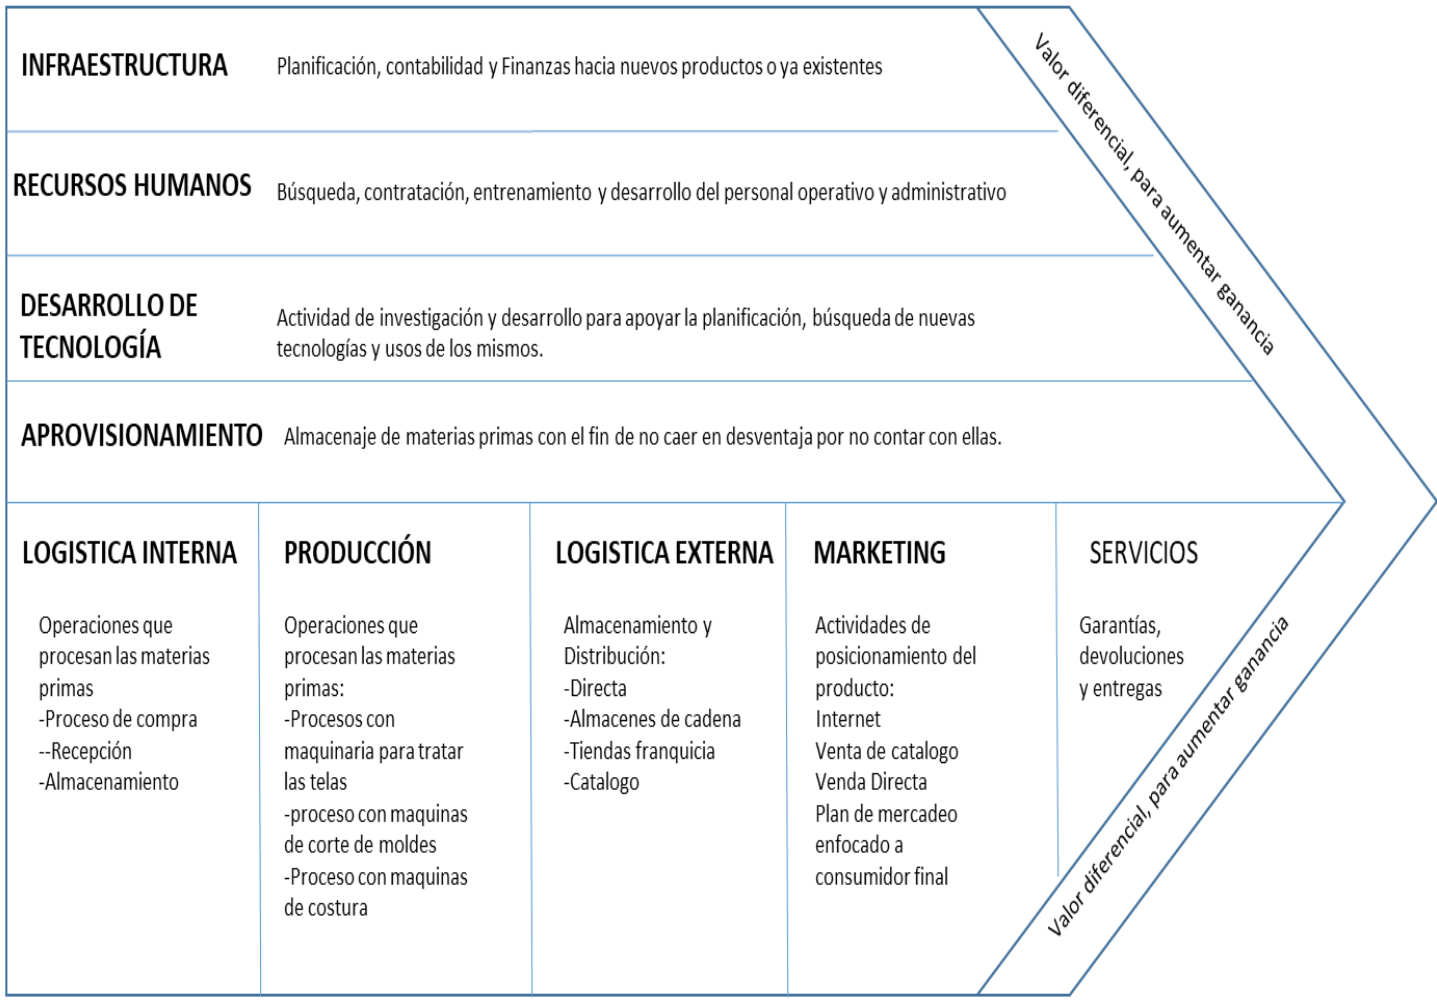 INFRAESTRUCTURA
Planificación, contabilidad y Finanzas hacia nuevos productos o ya existentes
RECURSOS HUMANOS
Búsqueda, contratación, entrenamiento y desarrollo del personal operativo y administrativo
DESARROLLO DE
TECNOLOGÍA
Actividad de investigación y desarrollo para apoyar la planificación, búsqueda de nuevas
tecnologías y usos de los mismos.
APROVISIONAMIENTO
Almacenaje de materias primas con el fin de no caer en desventaja por no contar con ellas.
Valor diferencial, para aumentar ganancia
LOGISTICA INTERNA
Operaciones que
procesan las materias
primas
-Proceso de compra
--Recepción
-Almacenamiento
PRODUCCIÓN
Operaciones que
procesan las materias
primas:
-Procesos con
maquinaria para tratar
las telas
-proceso con maquinas
de corte de moldes
-Proceso con maquinas
de costura
LOGISTICA EXTERNA
Almacenamiento y
Distribución:
-Directa
-Almacenes de cadena
-Tiendas franquicia
-Catalogo
MARKETING
Actividades de
posicionamiento del
producto:
Internet
Venta de catalogo
Venda Directa
Plan de mercadeo
enfocado a
consumidor final
SERVICIOS
Garantías,
devoluciones
y entregas
Valor diferencial, para aumentar ganancia